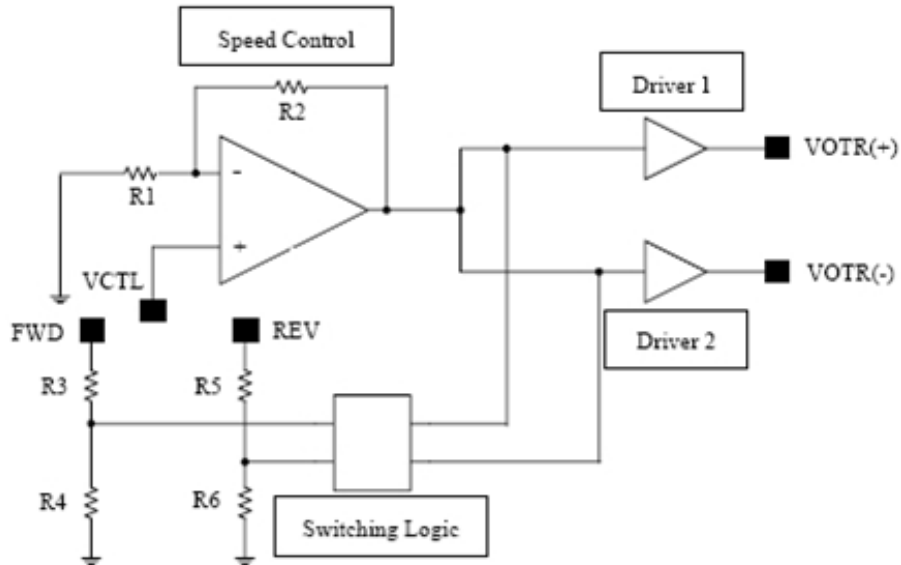 Speed Control
Driver 1
R2
VOTR(+)
R1
-
+
VCTL
VOTR(-)
FWD
REV
Driver 2
R3
R5
R4
R6
Switching Logic